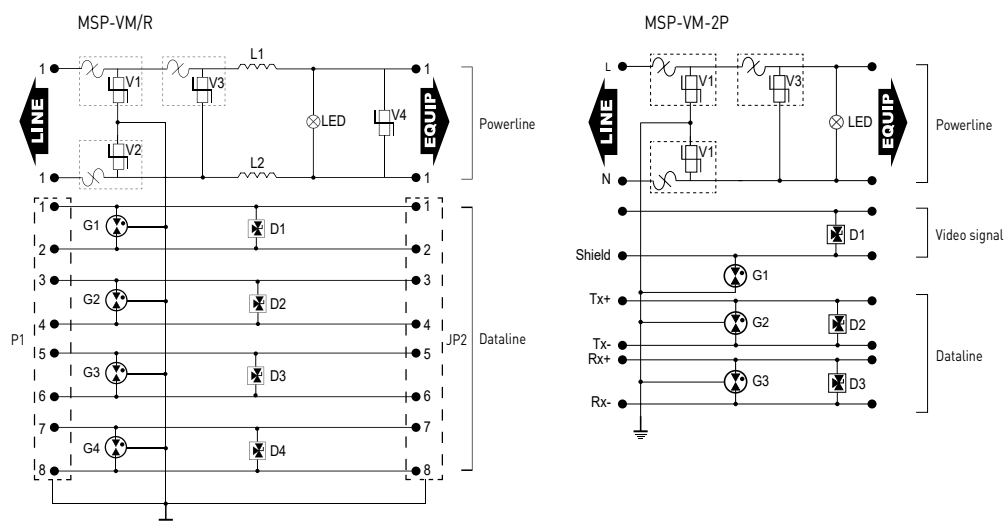 MSP-VM/R
L1
1
V1
V3
1
LINE
LED
V4
EQUIP
Powerline
V2
L2
1
1
1
G1
D1
1
2
2
3
G2
D2
3
4
4
P1
JP2
Dataline
5
G3
D3
5
6
6
7
G4
D4
7
8
8
MSP-VM-2P
L
V1
V3
LINE
LED
EQUIP
Powerline
V1
N
D1
Video signal
Shield
G1
Tx+
G2
D2
Tx-
Rx+
Dataline
G3
D3
Rx-